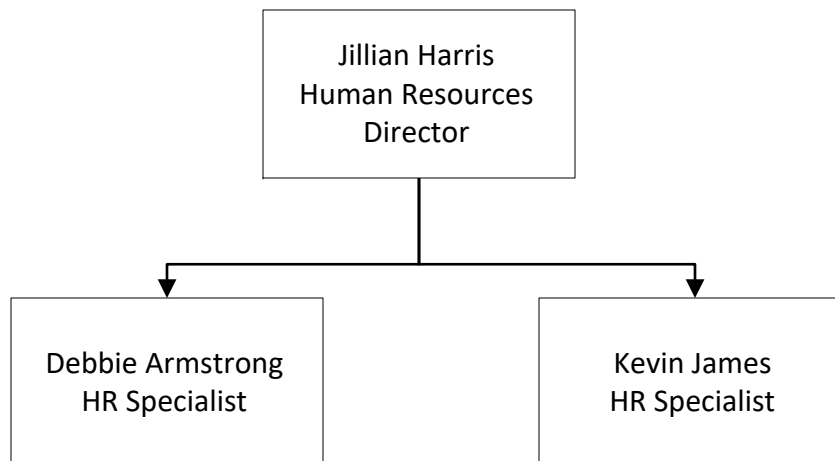 Jillian Harris
Human Resources
Director
Debbie Armstrong
HR Specialist
Kevin James
HR Specialist